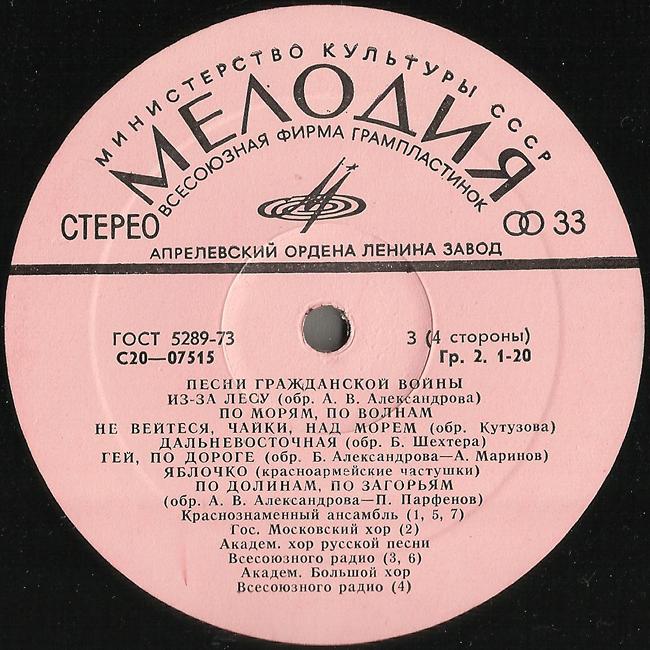 МИНИСТЕРСТВО КУЛЬТУРЫ СССР
МЕЛОДИЯ
ВСЕСОЮЗНАЯ ФИРМА ГРАМПЛАСТИНОК
СТЕРЕО
33
АПРЕЛЕВСКИЙ ОРДЕНА ЛЕНИНА ЗАВОД
ГОСТ 5289-73
3 (4 стороны)
С20—07515
Гр. 2. 1-20
ПЕСНИ ГРАЖДАНСКОЙ ВОЙНЫ
ИЗ-ЗА ЛЕСУ (обр. А. В. Александрова)
ПО МОРЯМ, ПО ВОЛНАМ
НЕ ВЕЙТЕСЯ, ЧАЙКИ, НАД МОРЕМ (обр. Кутузова)
ДАЛЬНЕВОСТОЧНАЯ (обр. Б. Шехтера)
ГЕЙ, ПО ДОРОГЕ (обр. Б. Александрова—А. Маринов)
ЯБЛОЧКО (красноармейские частушки)
ПО ДОЛИНАМ, ПО ЗАГОРЬЯМ
(обр. А. В. Александрова—П. Парфенов)
Краснознаменный ансамбль (1, 5, 7)
Гос. Московский хор (2)
Академ. хор русской песни
Всесоюзного радио (3, 6)
Академ. Большой хор
Всесоюзного радио (4)